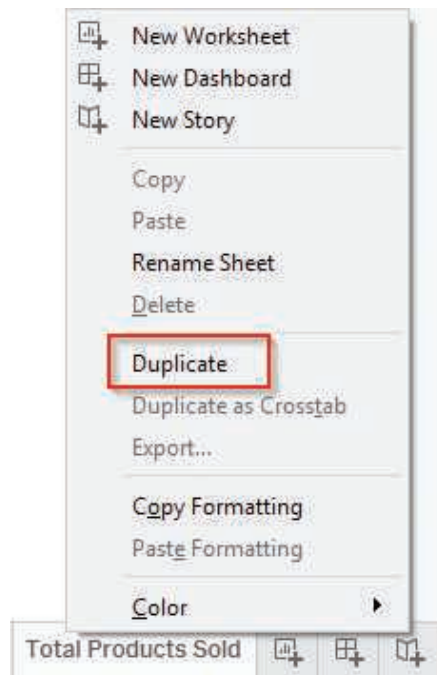 New Worksheet
New Dashboard
New Story
Copy
Paste
Rename Sheet
Delete
Duplicate
Duplicate as Crosstab
Export...
Copy Formatting
Paste Formatting
Color
Total Products Sold